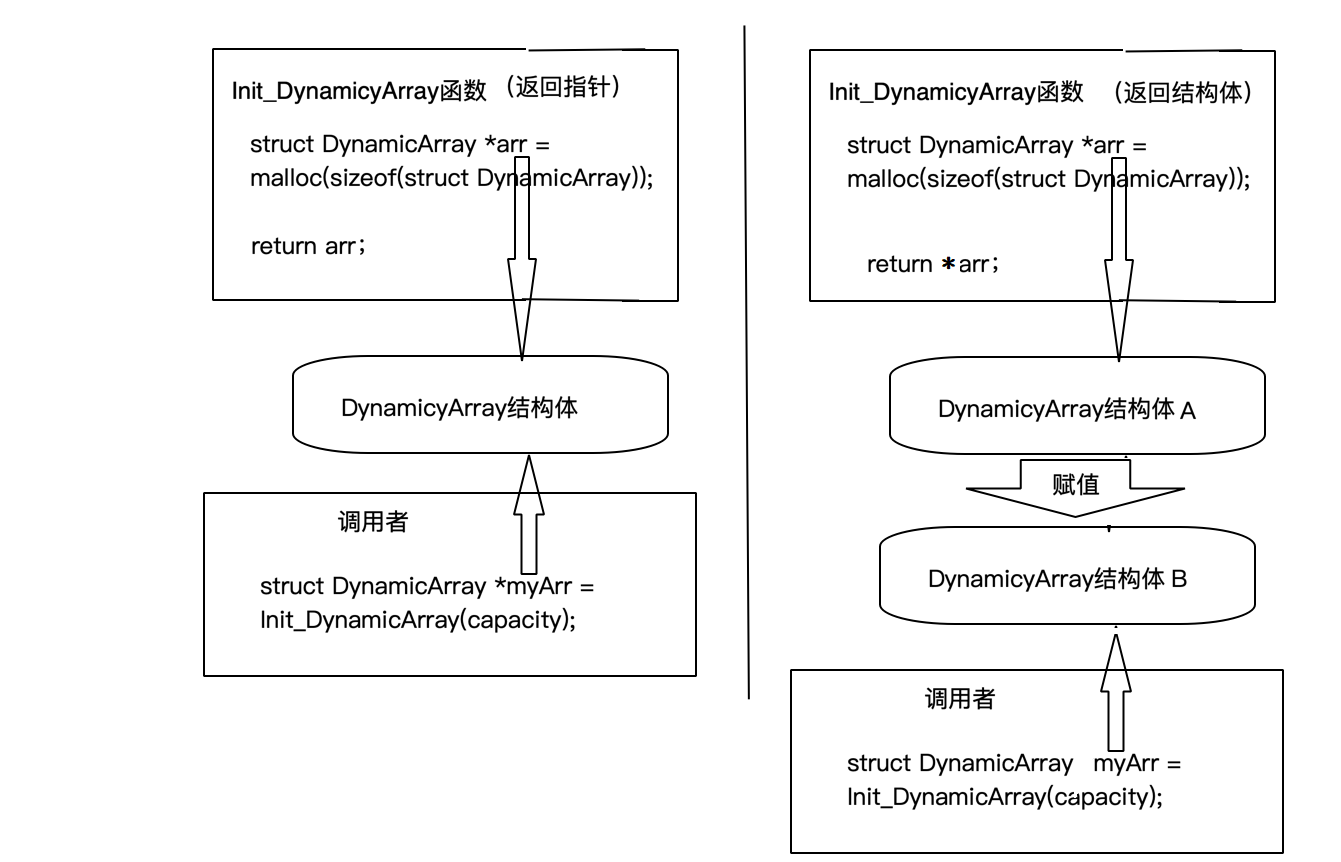 Init_DynamicyArray函数 （返回指针）
struct DynamicArray *arr =
malloc(sizeof(struct DynamicArray));
return arr；
DynamicyArray结构体
调用者
struct DynamicArray *myArr =
Init_DynamicArray(capacity);
Init_DynamicyArray函数 （返回结构体）
struct DynamicArray *arr =
malloc(sizeof(struct DynamicArray));
return *arr；
DynamicyArray结构体 A
赋值
DynamicyArray结构体 B
调用者
struct DynamicArray myArr =
Init_DynamicArray(capacity);